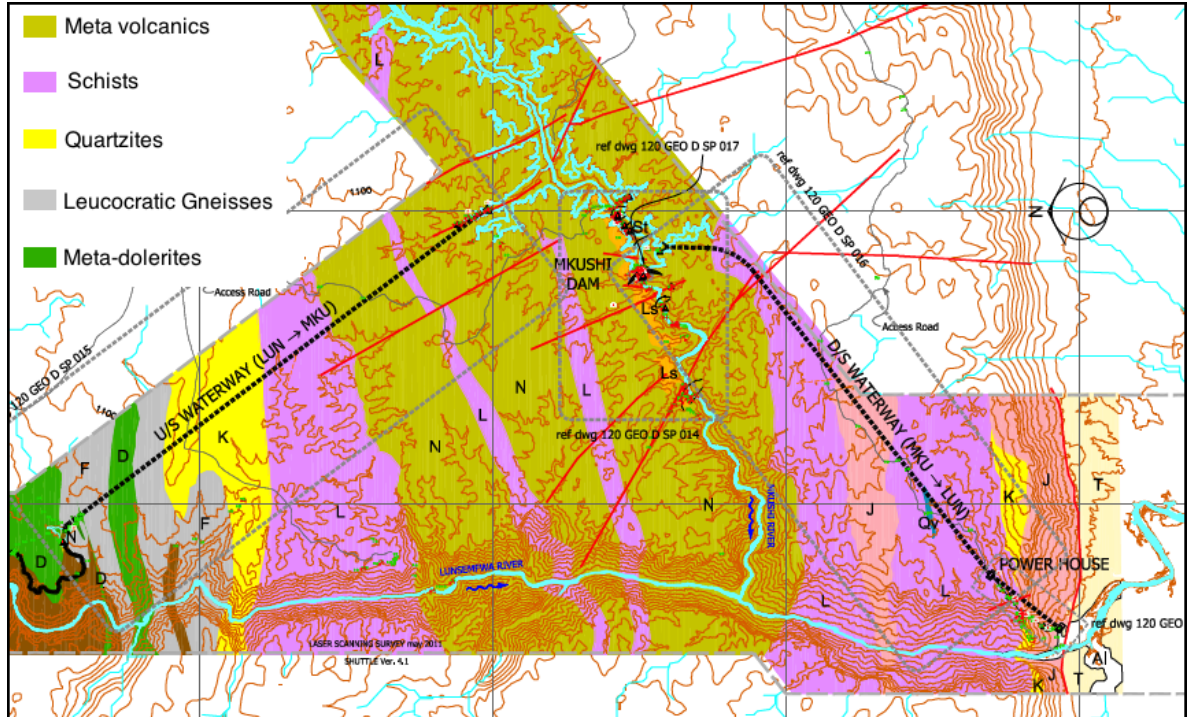 Meta volcanics
Schists
Quartzites
Leucocratic Gneisses
Meta-dolerites
L
ref dwg 120 GEO D SP 017
ref dwg 120 GEO D SP 016
1100
N
St
MKUSHI
DAM
Access Road
Access Road
120 GEO D SP 015
U/S WATERWAY (LUN → MKU)
D/S WATERWAY (MKU → LUN)
Ls
Ls
1100
N
L
L
K
N
ref dwg 120 GEO D SP 014
F
D
F
L
N
J
K
J
T
Qv
N
D
D
MKUSHI RIVER
POWER HOUSE
LUNSEMFWA RIVER
L
L
ref dwg 120 GEO
LASER SCANNING SURVEY may 2011
SHUTTLE Ver. 4.1
Al
K
J
T